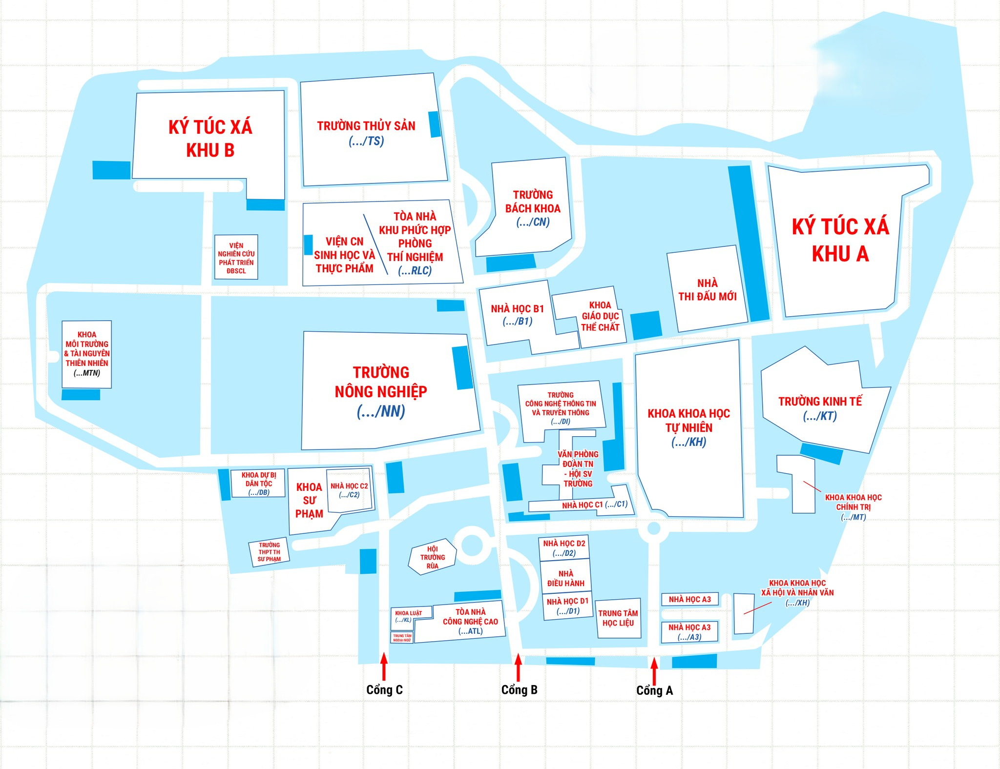 KÝ TÚC XÁ
KHU B
TRƯỜNG THỦY SẢN
(.../TS)
TRƯỜNG
BÁCH KHOA
(.../CN)
KÝ TÚC XÁ
KHU A
VIỆN
NGHIÊN CỨU
PHÁT TRIỂN
ĐBSCL
VIỆN CN
SINH HỌC VÀ
THỰC PHẨM
TÒA NHÀ
KHU PHỨC HỢP
PHÒNG
THÍ NGHIỆM
(...RLC)
NHÀ
THI ĐẤU MỚI
NHÀ HỌC B1
(.../B1)
KHOA
GIÁO DỤC
THỂ CHẤT
KHOA
MÔI TRƯỜNG
& TÀI NGUYÊN
THIÊN NHIÊN
(...MTN)
TRƯỜNG
NÔNG NGHIỆP
(.../NN)
TRƯỜNG
CÔNG NGHỆ THÔNG TIN
VÀ TRUYỀN THÔNG
(.../DI)
KHOA KHOA HỌC
TỰ NHIÊN
(.../KH)
TRƯỜNG KINH TẾ
(.../KT)
VĂN PHÒNG
ĐOÀN TN
- HỘI SV
TRƯỜNG
KHOA DỰ BỊ
DÂN TỘC
(.../DB)
KHOA
SƯ
PHẠM
NHÀ HỌC C2
(.../C2)
NHÀ HỌC C1 (.../C1)
KHOA KHOA HỌC
CHÍNH TRỊ
(.../MT)
TRƯỜNG
THPT TH
SƯ PHẠM
HỘI
TRƯỜNG
RÙA
NHÀ HỌC D2
(.../D2)
NHÀ
ĐIỀU HÀNH
NHÀ HỌC D1
(.../D1)
TRUNG TÂM
HỌC LIỆU
NHÀ HỌC A3
NHÀ HỌC A3
(.../A3)
KHOA KHOA HỌC
XÃ HỘI VÀ NHÂN VĂN
(.../XH)
KHOA LUẬT
(.../KL)
TRUNG TÂM
NGOẠI NGỮ
TÒA NHÀ
CÔNG NGHỆ CAO
(...ATL)
Cổng C
Cổng B
Cổng A